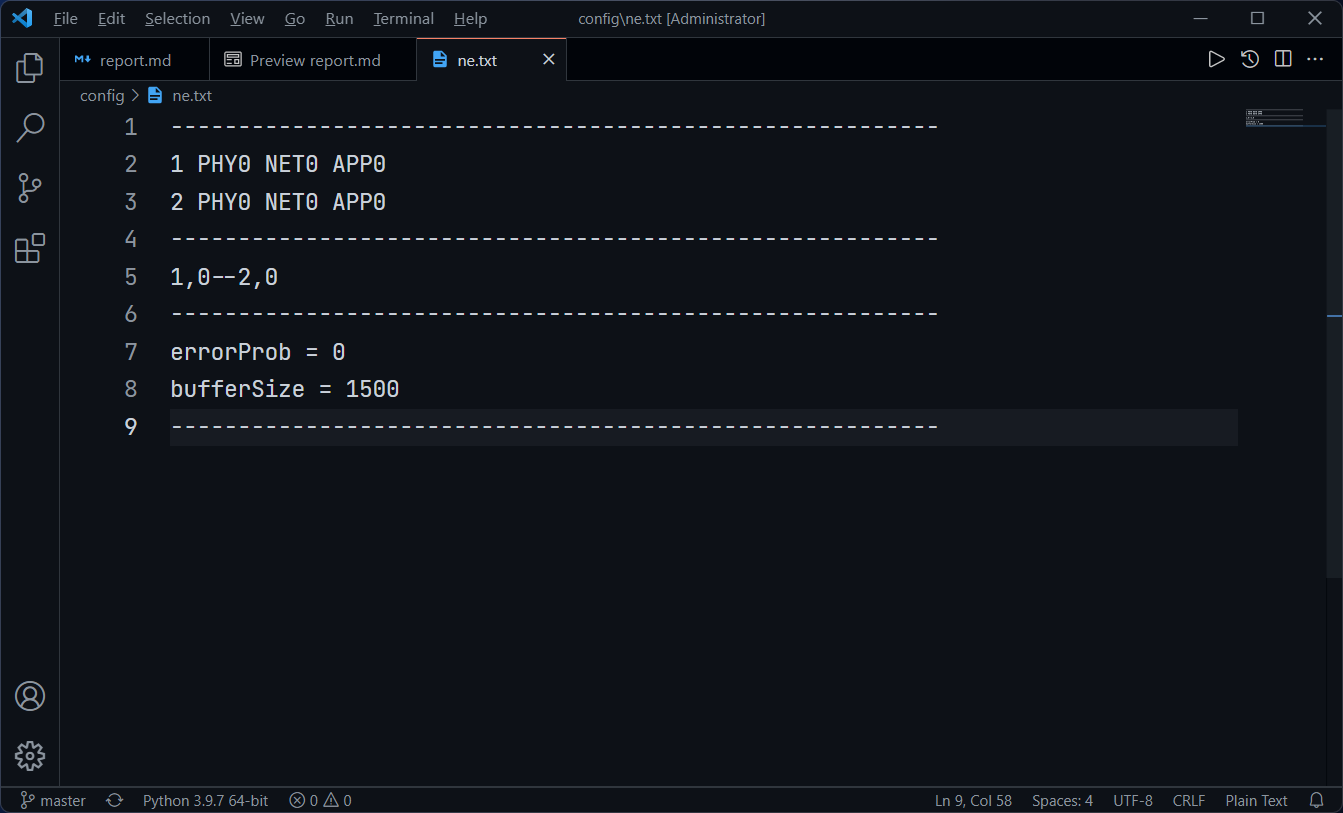 File Edit Selection View Go Run Terminal Help config\ne.txt [Administrator]
report.md Preview report.md ne.txt
config > ne.txt
1 ---------------------------------------------------------
2 1 PHY0 NET0 APP0
3 2 PHY0 NET0 APP0
4 ---------------------------------------------------------
5 1,0--2,0
6 ---------------------------------------------------------
7 errorProb = 0
8 bufferSize = 1500
9 ---------------------------------------------------------
master Python 3.9.7 64-bit 0 0 Ln 9, Col 58 Spaces: 4 UTF-8 CRLF Plain Text